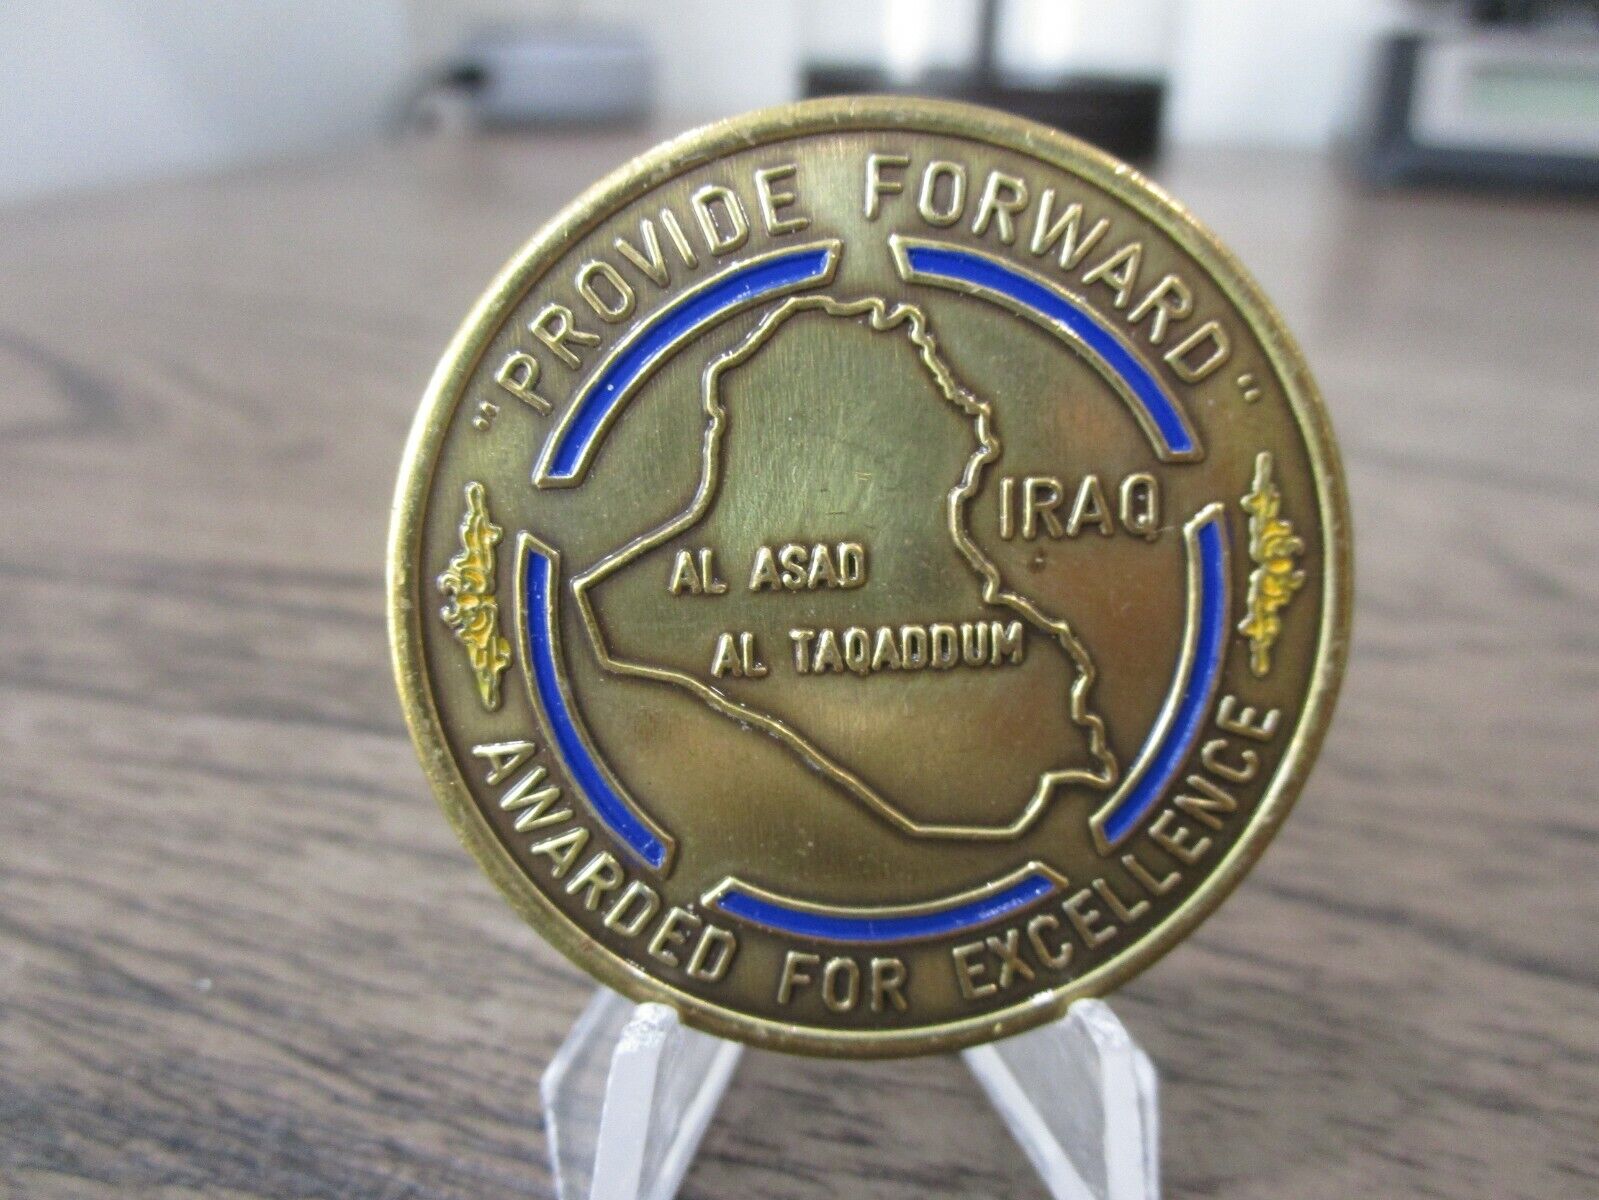 "PROVIDE FORWARD"
IRAQ
AL ASAD
AL TAQADDUM
AWARDED FOR EXCELLENCE